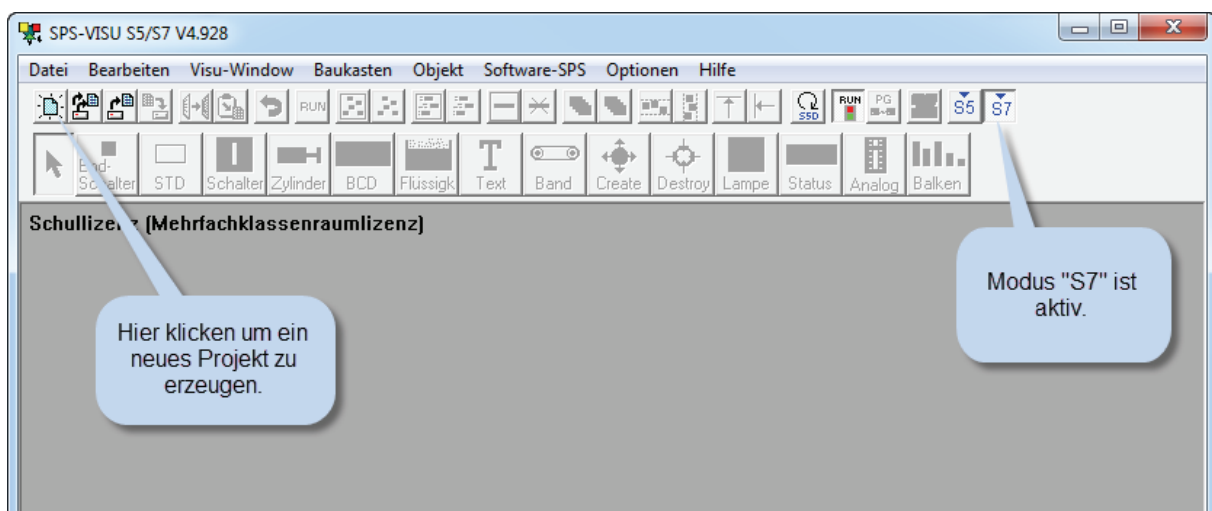 SPS-VISU S5/S7 V4.928
Datei Bearbeiten Visu-Window Baukasten Objekt Software-SPS Optionen Hilfe
RUN SSD RUN PG S5 S7
Schalter STD Schalter Zylinder BCD Flüssigk Text Band Create Destroy Lampe Status Analog Balken
(Mehrfachklassenraumlizenz)
Modus "S7" ist
aktiv.
Hier klicken um ein
neues Projekt zu
erzeugen.